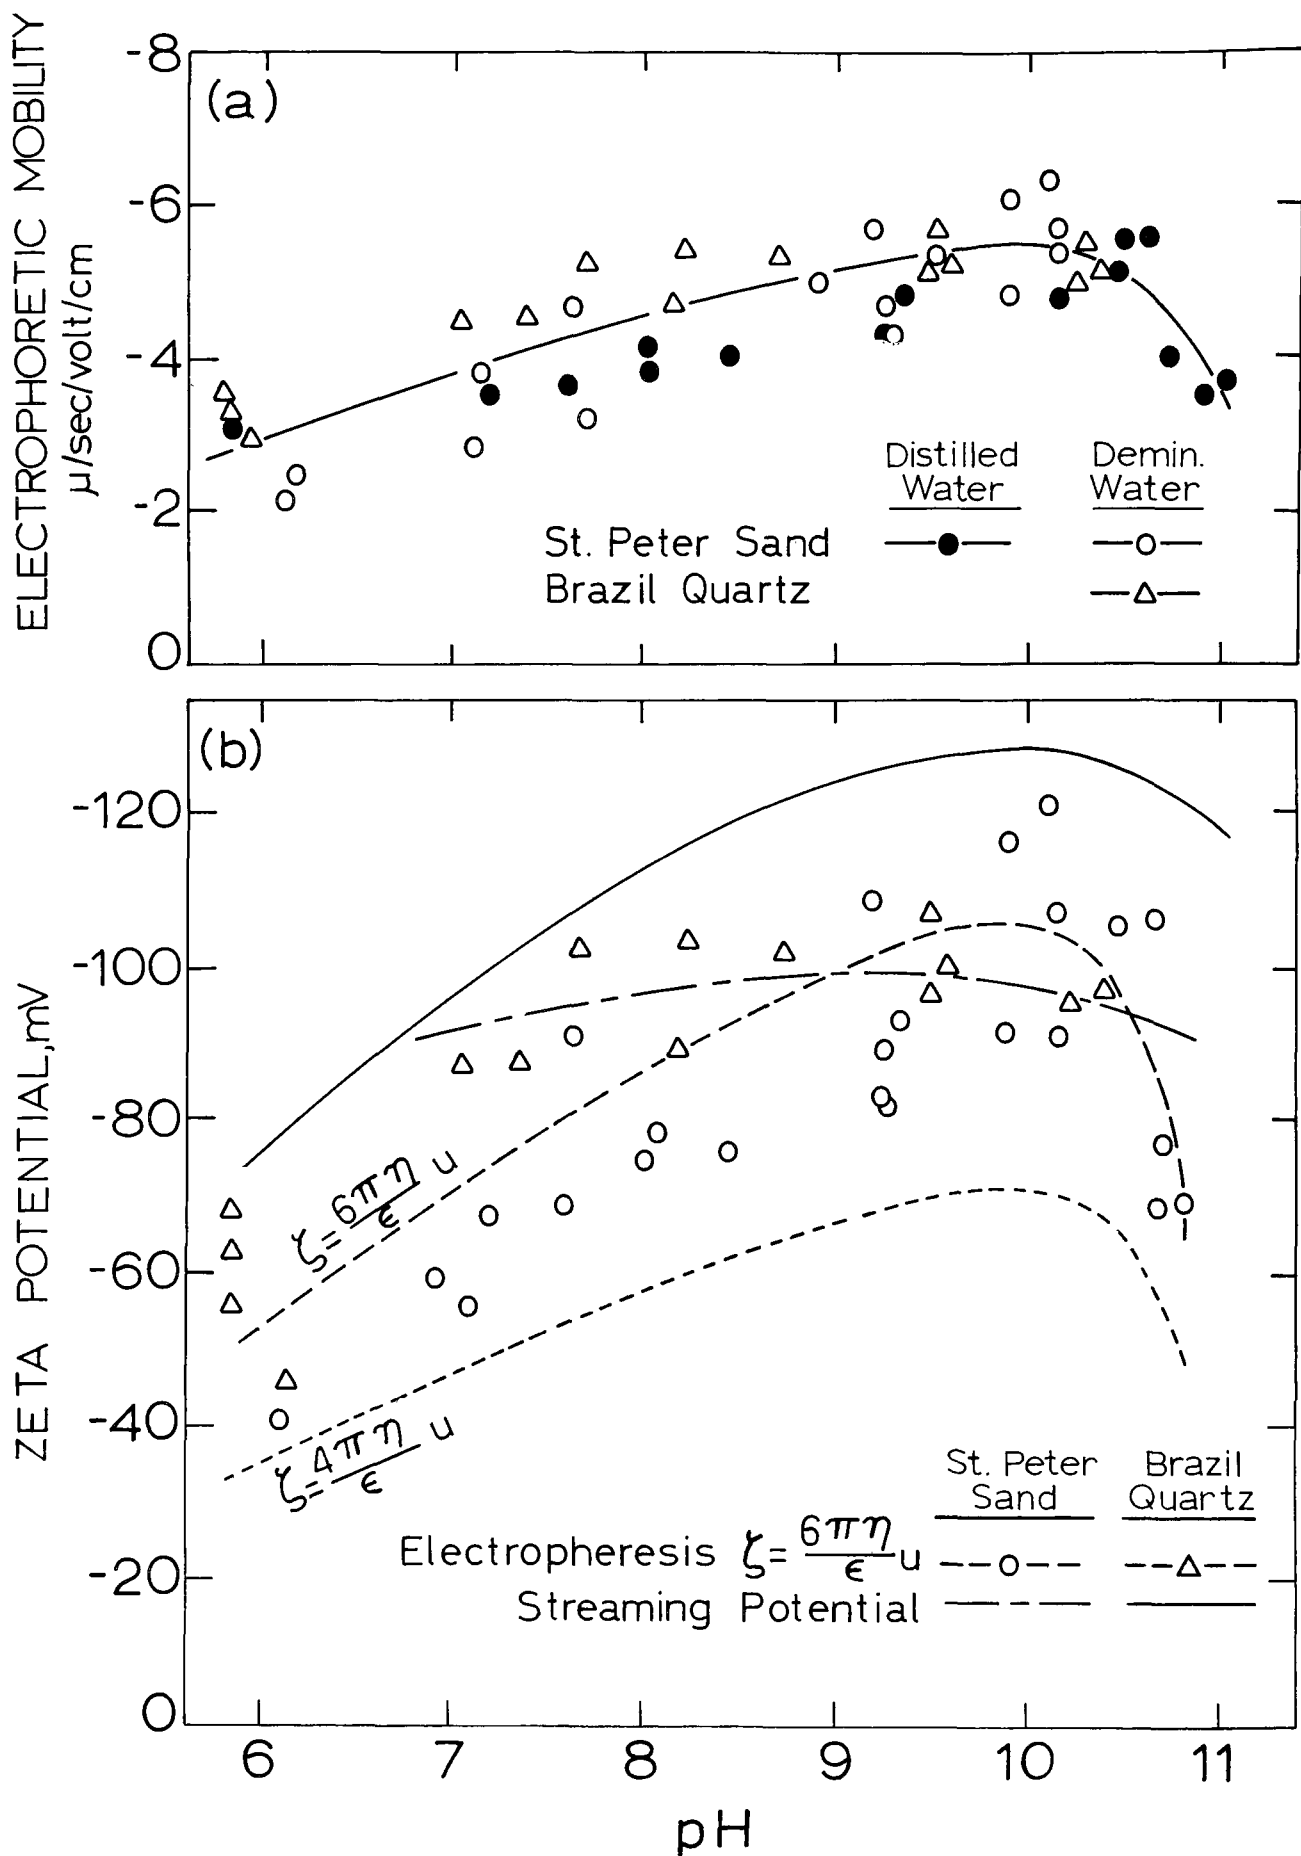 ELECTROPHORETIC MOBILITY
μ/sec/volt/cm
-8
-6
-4
-2
0
(a)
Distilled Water
Demin. Water
St. Peter Sand
Brazil Quartz
ZETA POTENTIAL,mV
-120
-100
-80
-60
-40
-20
0
(b)
ζ=6πη/ϵ u
ζ=4πη/ϵ u
St. Peter Sand
Brazil Quartz
Electropheresis ζ=6πη/ϵ u
Streaming Potential
6 7 8 9 10 11
pH